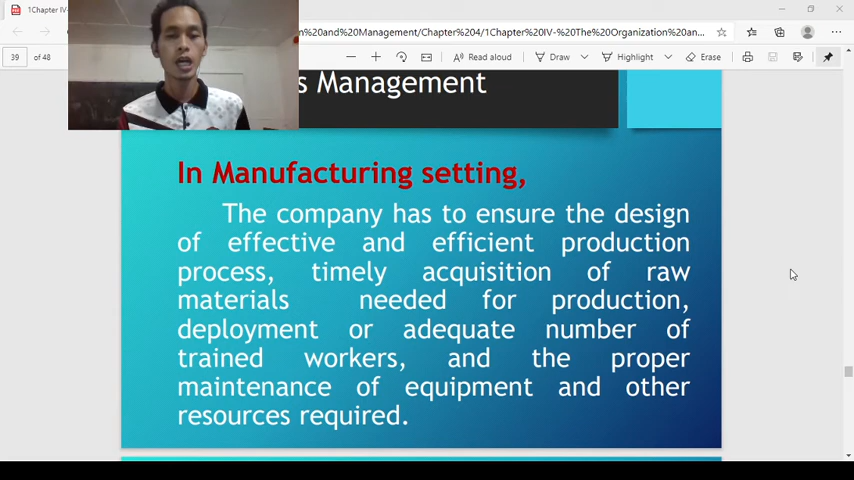 1Chapter IV-
n%20and%20Management/Chapter%204/1Chapter%20IV-%20The%20Organization%20an...
39 of 48
Read aloud
Draw
Highlight
Erase
s Management
In Manufacturing setting,
The company has to ensure the design
of effective and efficient production
process, timely acquisition of raw
materials needed for production,
deployment or adequate number of
trained workers, and the proper
maintenance of equipment and other
resources required.